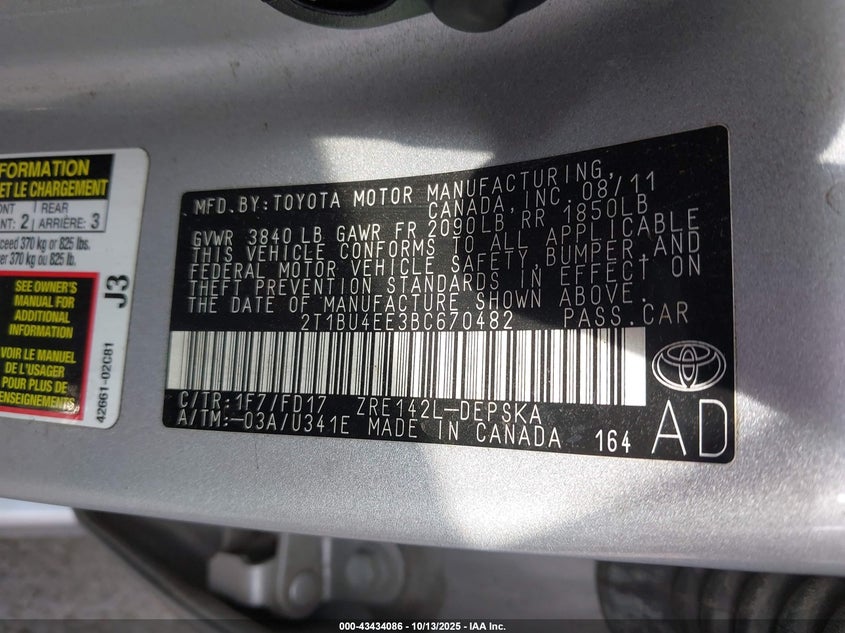 FORMATION
ET LE CHARGEMENT
REAR
2 ARRIÈRE: 3
370 kg or 825 lbs.
370 kg ou 825 lb.
SEE OWNER'S
MANUAL FOR
ADDITIONAL
INFORMATION
VOIR LE MANUEL
DE L'USAGER
POUR PLUS DE
RENSEIGNEMENTS
J3
42661-02C81
MFD.BY:TOYOTA MOTOR MANUFACTURING,
CANADA,INC. 08/11
GVWR 3840 LB GAWR FR 2090LB RR 1850LB
THIS VEHICLE CONFORMS TO ALL APPLICABLE
FEDERAL MOTOR VEHICLE SAFETY,BUMPER,AND
THEFT PREVENTION STANDARDS IN EFFECT ON
THE DATE OF MANUFACTURE SHOWN ABOVE.
2T1BU4EE3BC670482 PASS.CAR
C/TR:1F7/FD17 ZRE142L-DEPSKA
A/TM:-03A/U341E MADE IN CANADA 164
AD
000-43434086 - 10/13/2025 - IAA Inc.